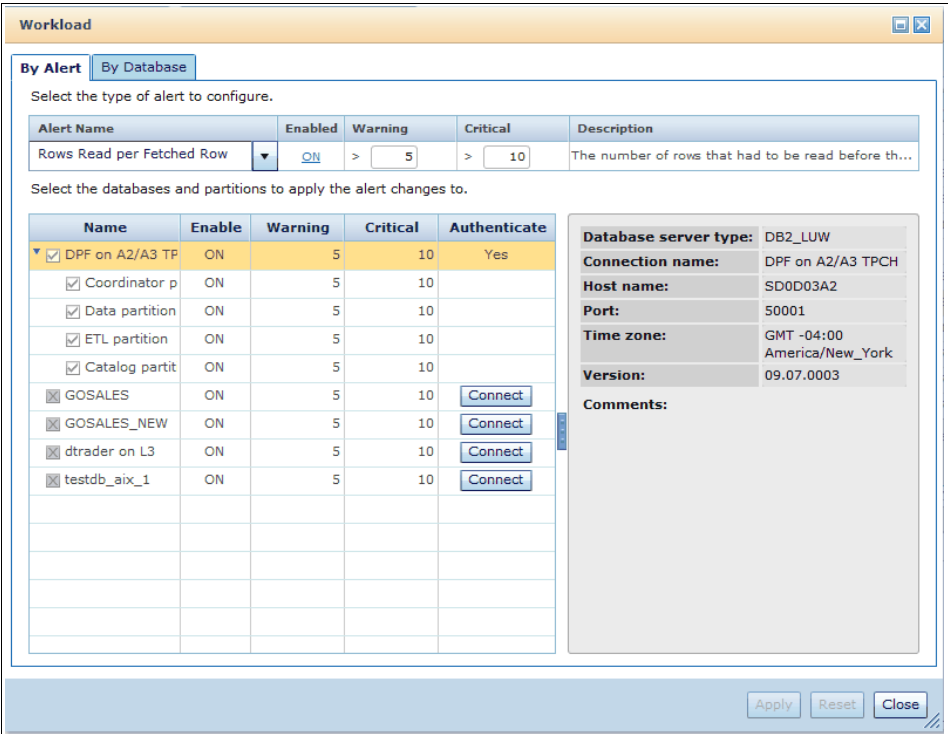 Workload
By Alert By Database
Select the type of alert to configure.
Alert Name Enabled Warning Critical Description
Rows Read per Fetched Row ON > 5 > 10 The number of rows that had to be read before th...
Select the databases and partitions to apply the alert changes to.
Name Enable Warning Critical Authenticate
DPF on A2/A3 TP ON 5 10 Yes
Coordinator p ON 5 10
Data partition ON 5 10
ETL partition ON 5 10
Catalog partit ON 5 10
GOSALES ON 5 10 Connect
GOSALES_NEW ON 5 10 Connect
dtrader on L3 ON 5 10 Connect
testdb_aix_1 ON 5 10 Connect
Database server type: DB2_LUW
Connection name: DPF on A2/A3 TPCH
Host name: SD0D03A2
Port: 50001
Time zone: GMT -04:00
America/New_York
Version: 09.07.0003
Comments:
Apply Reset Close